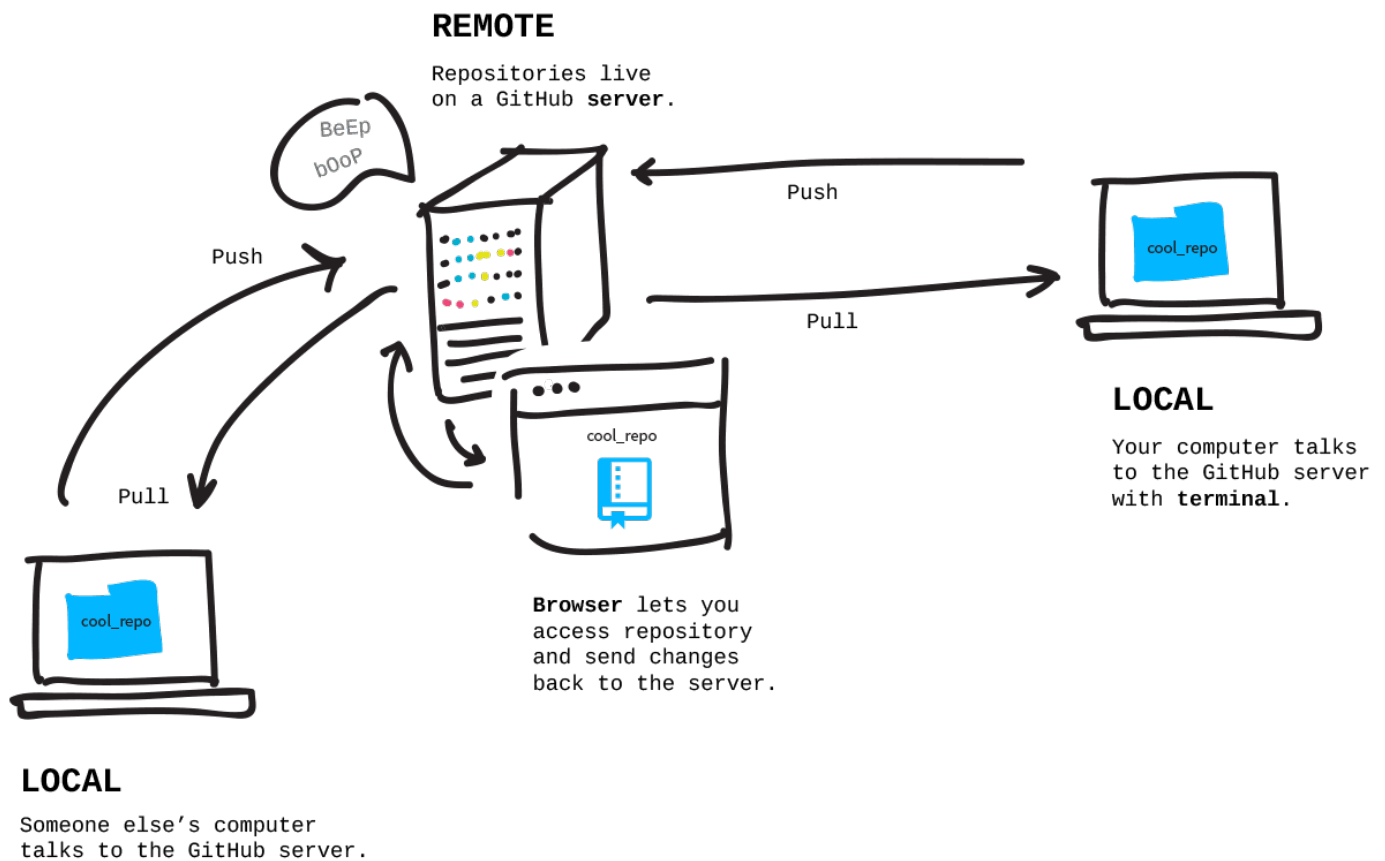 REMOTE
Repositories live
on a GitHub server.
BeEp
bOoP
Push
Pull
cool_repo
LOCAL
Your computer talks
to the GitHub server
with terminal.
Push
Pull
cool_repo
Browser lets you
access repository
and send changes
back to the server.
cool_repo
LOCAL
Someone else’s computer
talks to the GitHub server.